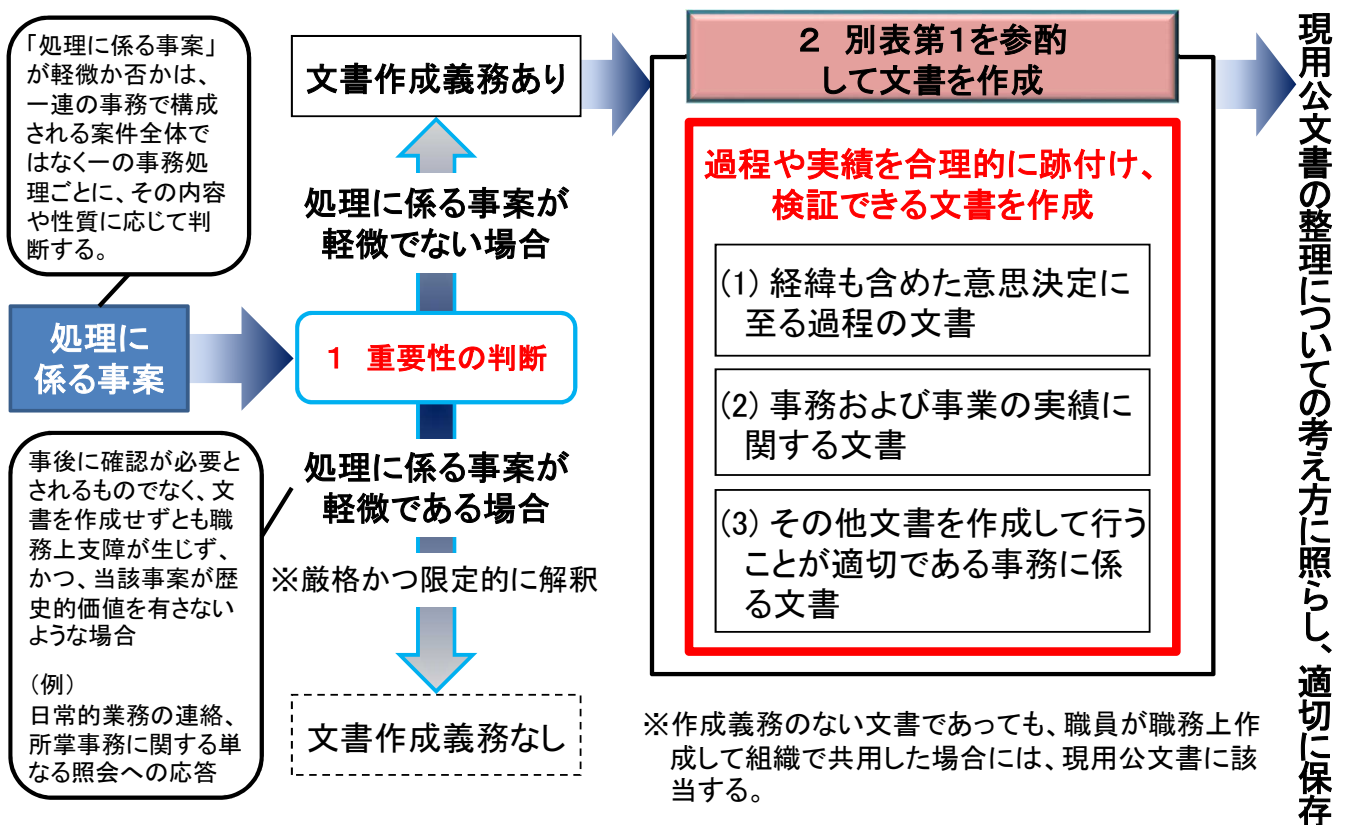 「処理に係る事案」
が軽微か否かは、
一連の事務で構成
される案件全体で
はなく一の事務処
理ごとに、その内容
や性質に応じて判
断する。
処理に
係る事案
1 重要性の判断
文書作成義務あり
処理に係る事案が
軽微でない場合
処理に係る事案が
軽微である場合
※厳格かつ限定的に解釈
文書作成義務なし
事後に確認が必要と
されるものでなく、文
書を作成せずとも職
務上支障が生じず、
かつ、当該事案が歴
史的価値を有さない
ような場合
（例）
日常的業務の連絡、
所掌事務に関する単
なる照会への応答
2 別表第1を参酌
して文書を作成
過程や実績を合理的に跡付け、
検証できる文書を作成
(1) 経緯も含めた意思決定に
至る過程の文書
(2) 事務および事業の実績に
関する文書
(3) その他文書を作成して行う
ことが適切である事務に係
る文書
※作成義務のない文書であっても、職員が職務上作
成して組織で共用した場合には、現用公文書に該
当する。
現用公文書の整理についての考え方に照らし、適切に保存